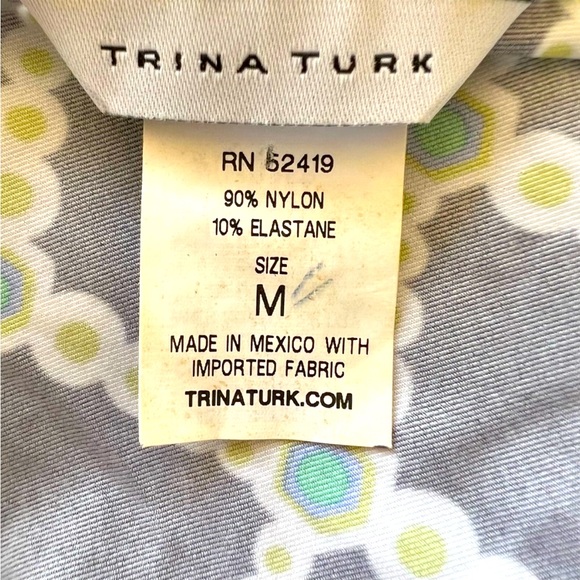 TRINA TURK
RN 52419
90% NYLON
10% ELASTANE
SIZE
M
MADE IN MEXICO WITH
IMPORTED FABRIC
TRINATURK.COM